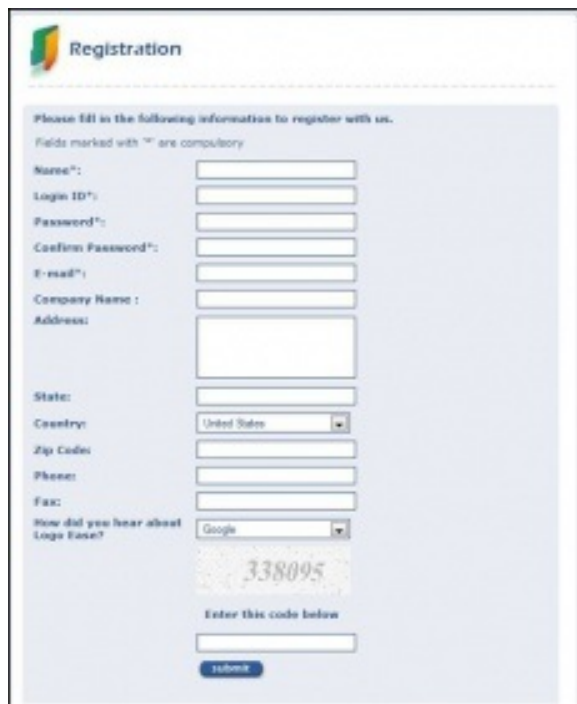 Registration
Please fill in the following information to register with us.
Fields marked with '*' are compulsory
Name*:
Login ID*:
Password*:
Confirm Password*:
E-mail*:
Company Name :
Address:
State:
Country:
United States
Zip Code:
Phone:
Fax:
How did you hear about
Logo Ease?
Google
338095
Enter this code below
submit